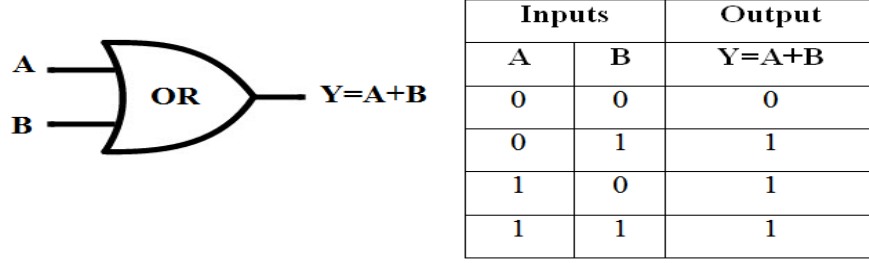 A
B
OR
Y=A+B
Inputs Output
A B Y=A+B
0 0 0
0 1 1
1 0 1
1 1 1